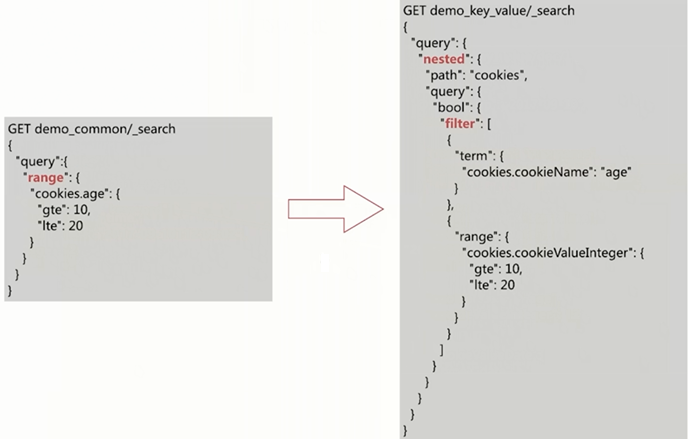 GET demo_common/_search
{
"query":{
"range": {
"cookies.age": {
"gte": 10,
"lte": 20
}
}
}
}
GET demo_key_value/_search
{
"query": {
"nested": {
"path": "cookies",
"query": {
"bool": {
"filter": [
{
"term": {
"cookies.cookieName": "age"
}
},
{
"range": {
"cookies.cookieValueInteger": {
"gte": 10,
"lte": 20
}
}
}
]
}
}
}
}
}